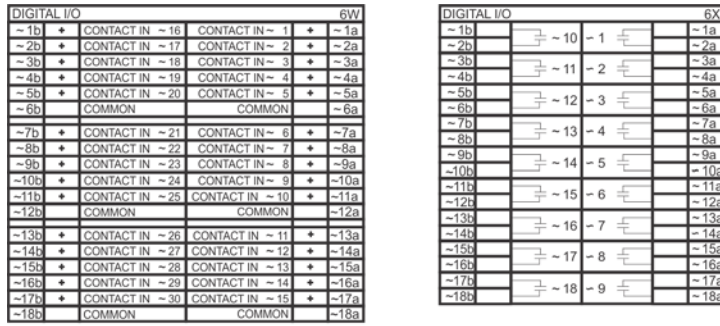 DIGITAL I/O 6W
~ 1b + CONTACT IN ~ 16 CONTACT IN ~ 1 + ~ 1a
~ 2b + CONTACT IN ~ 17 CONTACT IN ~ 2 + ~ 2a
~ 3b + CONTACT IN ~ 18 CONTACT IN ~ 3 + ~ 3a
~ 4b + CONTACT IN ~ 19 CONTACT IN ~ 4 + ~ 4a
~ 5b + CONTACT IN ~ 20 CONTACT IN ~ 5 + ~ 5a
~ 6b COMMON COMMON ~ 6a
~7b + CONTACT IN ~ 21 CONTACT IN ~ 6 + ~7a
~8b + CONTACT IN ~ 22 CONTACT IN ~ 7 + ~8a
~9b + CONTACT IN ~ 23 CONTACT IN ~ 8 + ~9a
~10b + CONTACT IN ~ 24 CONTACT IN ~ 9 + ~10a
~11b + CONTACT IN ~ 25 CONTACT IN ~ 10 + ~11a
~12b COMMON COMMON ~12a
~13b + CONTACT IN ~ 26 CONTACT IN ~ 11 + ~13a
~14b + CONTACT IN ~ 27 CONTACT IN ~ 12 + ~14a
~15b + CONTACT IN ~ 28 CONTACT IN ~ 13 + ~15a
~16b + CONTACT IN ~ 29 CONTACT IN ~ 14 + ~16a
~17b + CONTACT IN ~ 30 CONTACT IN ~ 15 + ~17a
~18b COMMON COMMON ~18a
DIGITAL I/O 6X
~ 1b ~ 10 ~ 1 ~ 1a
~ 2b ~ 2a
~ 3b ~ 11 ~ 2 ~ 3a
~ 4b ~ 4a
~ 5b ~ 12 ~ 3 ~ 5a
~ 6b ~ 6a
~ 7b ~ 13 ~ 4 ~ 7a
~ 8b ~ 8a
~ 9b ~ 14 ~ 5 ~ 9a
~10b ~ 10a
~11b ~ 15 ~ 6 ~ 11a
~12b ~ 12a
~13b ~ 16 ~ 7 ~ 13a
~14b ~ 14a
~15b ~ 17 ~ 8 ~ 15a
~16b ~ 16a
~17b ~ 18 ~ 9 ~ 17a
~18b ~ 18a